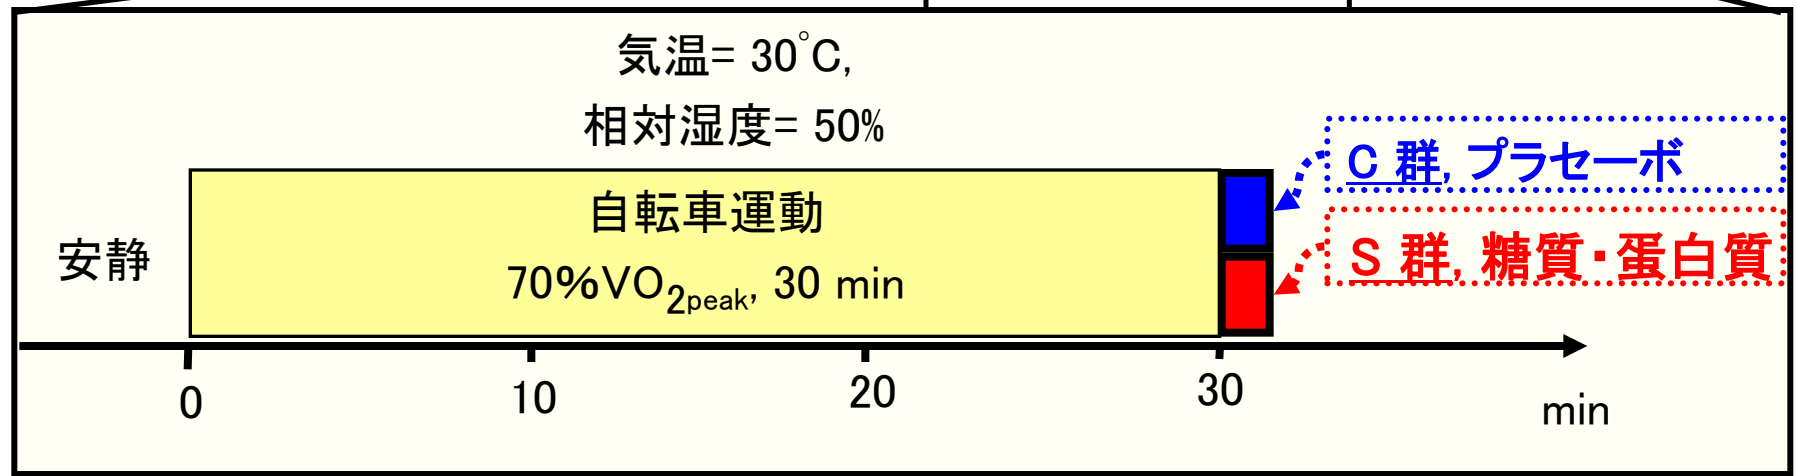 気温= 30°C,
相対湿度= 50%
自転車運動
70%VO2peak, 30 min
安静
C 群, プラセーボ
S 群, 糖質・蛋白質
0 10 20 30 min